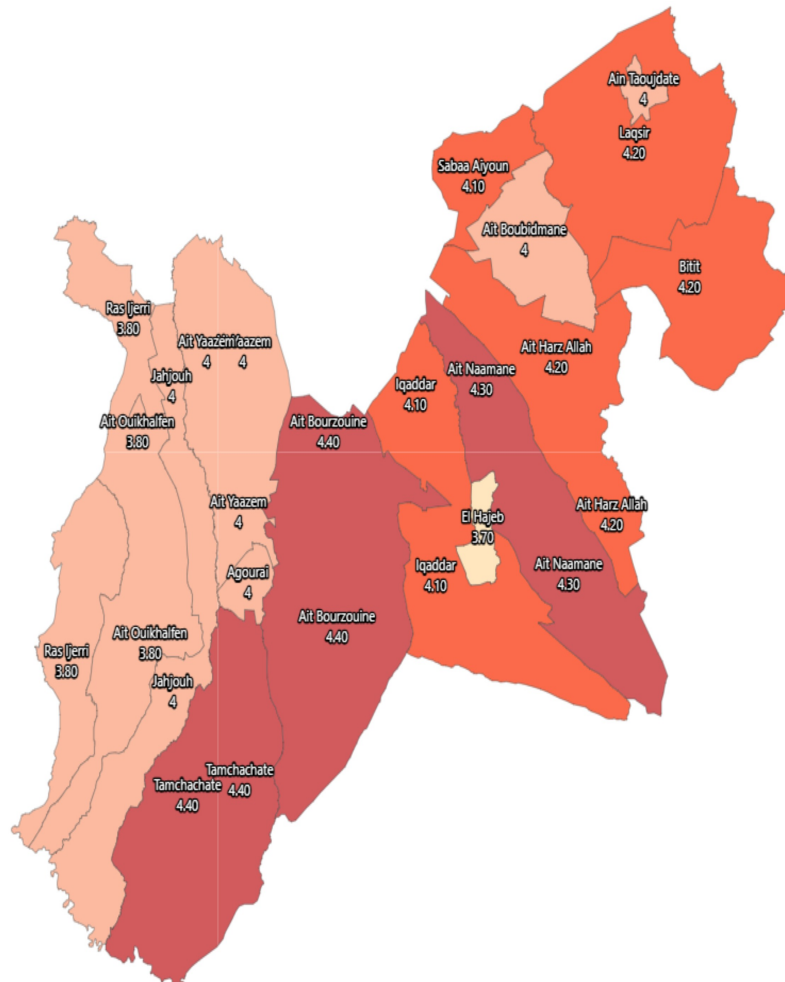 Ain Taoujdate
4
Laqsir
4.20
Sabaa Aiyoun
4.10
Ait Boubidmane
4
Bitit
4.20
Ras Ijerri
3.80
Ait Yaazem
4
Yaazem
4
Ait Harz Allah
4.20
Ait Naamane
4.30
Jahjouh
4
Iqaddar
4.10
Ait Ouikhalfen
3.80
Ait Bourzouine
4.40
Ait Yaazem
4
El Hajeb
3.70
Ait Harz Allah
4.20
Agourai
4
Iqaddar
4.10
Ait Naamane
4.30
Ait Bourzouine
4.40
Ait Ouikhalfen
3.80
Ras Ijerri
3.80
Jahjouh
4
Tamchachate
4.40
Tamchachate
4.40